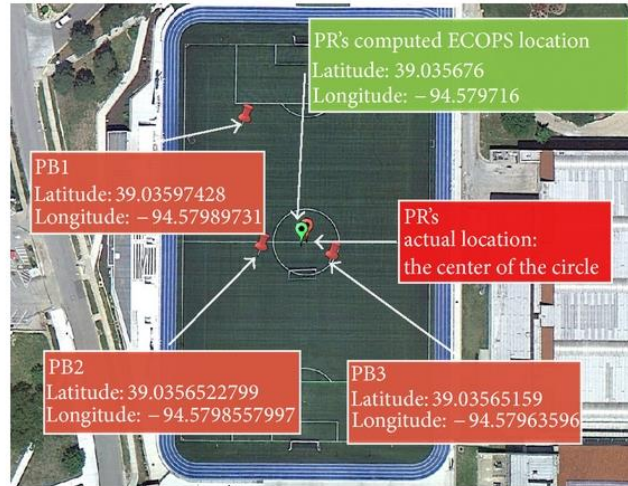 PR's computed ECOPS location
Latitude: 39.035676
Longitude: −94.579716
PB1
Latitude: 39.03597428
Longitude: −94.57989731
PR's
actual location:
the center of the circle
PB2
Latitude: 39.0356522799
Longitude: −94.5798557997
PB3
Latitude: 39.03565159
Longitude: −94.57963596